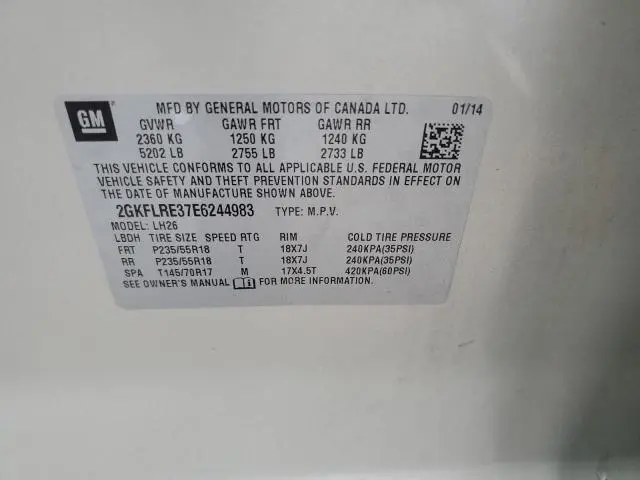 GM
MFD BY GENERAL MOTORS OF CANADA LTD. 01/14
GVWR GAWR FRT GAWR RR
2360 KG 1250 KG 1240 KG
5202 LB 2755 LB 2733 LB
THIS VEHICLE CONFORMS TO ALL APPLICABLE U.S. FEDERAL MOTOR
VEHICLE SAFETY AND THEFT PREVENTION STANDARDS IN EFFECT ON
THE DATE OF MANUFACTURE SHOWN ABOVE.
2GKFLRE37E6244983 TYPE: M.P.V.
MODEL: LH26
LBDH TIRE SIZE SPEED RTG RIM COLD TIRE PRESSURE
FRT P235/55R18 T 18X7J 240KPA(35PSI)
RR P235/55R18 T 18X7J 240KPA(35PSI)
SPA T145/70R17 M 17X4.5T 420KPA(60PSI)
SEE OWNER'S MANUAL FOR MORE INFORMATION.